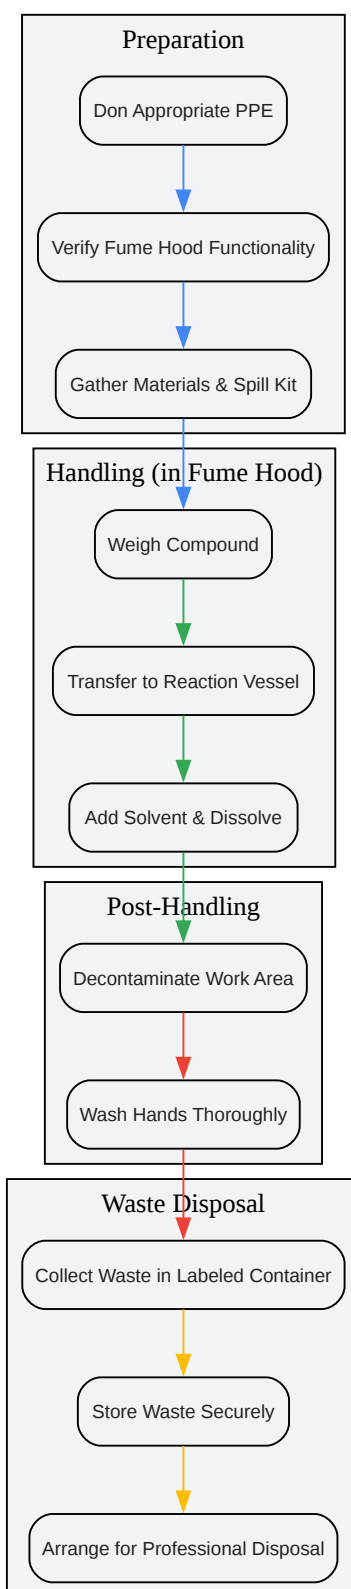 Preparation
Don Appropriate PPE
Verify Fume Hood Functionality
Gather Materials & Spill Kit
Handling (in Fume Hood)
Weigh Compound
Transfer to Reaction Vessel
Add Solvent & Dissolve
Post-Handling
Decontaminate Work Area
Wash Hands Thoroughly
Waste Disposal
Collect Waste in Labeled Container
Store Waste Securely
Arrange for Professional Disposal